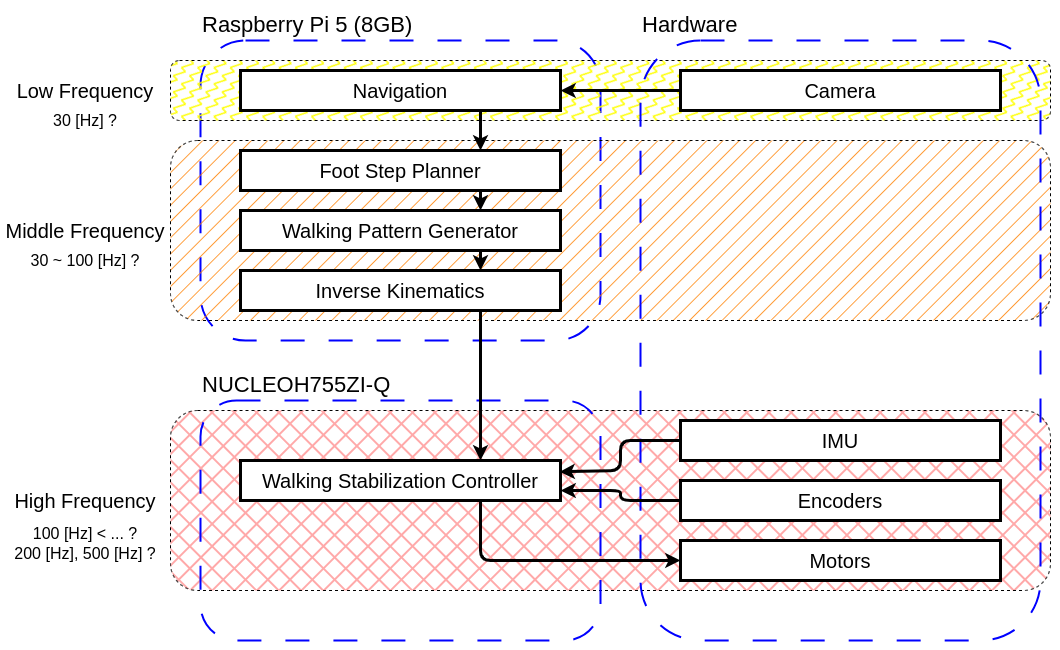 Raspberry Pi 5 (8GB)
Hardware
Low Frequency
30 [Hz] ?
Navigation
Camera
Foot Step Planner
Middle Frequency
30 ~ 100 [Hz] ?
Walking Pattern Generator
Inverse Kinematics
NUCLEOH755ZI-Q
IMU
Walking Stabilization Controller
High Frequency
100 [Hz] < ... ?
200 [Hz], 500 [Hz] ?
Encoders
Motors